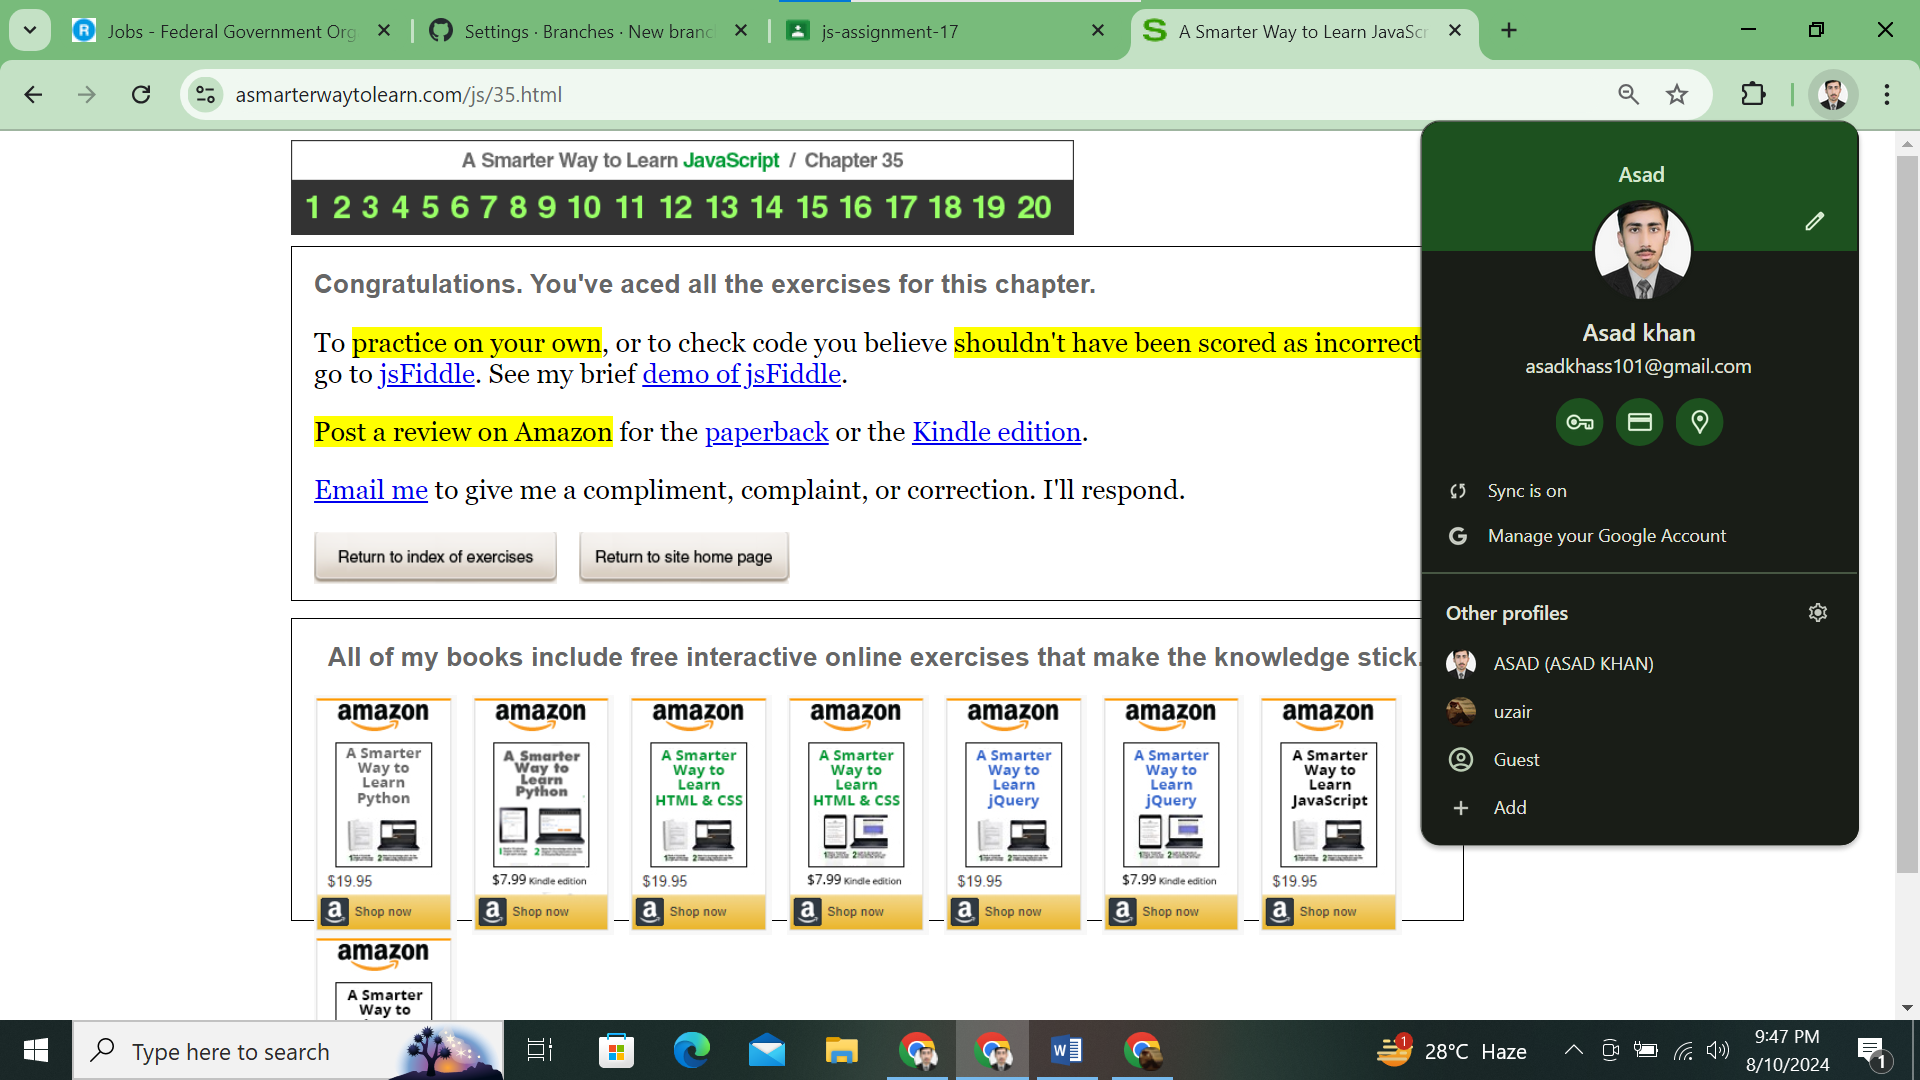 Jobs - Federal Government Org
Settings · Branches · New branc
js-assignment-17
A Smarter Way to Learn JavaScr
asmarterwaytolearn.com/js/35.html
A Smarter Way to Learn JavaScript / Chapter 35
1 2 3 4 5 6 7 8 9 10 11 12 13 14 15 16 17 18 19 20
Congratulations. You've aced all the exercises for this chapter.
To practice on your own, or to check code you believe shouldn't have been scored as incorrect
go to jsFiddle. See my brief demo of jsFiddle.
Post a review on Amazon for the paperback or the Kindle edition.
Email me to give me a compliment, complaint, or correction. I'll respond.
Return to index of exercises
Return to site home page
All of my books include free interactive online exercises that make the knowledge stick.
amazon
A Smarter
Way to
Learn
Python
$19.95
Shop now
amazon
A Smarter
Way to
Learn
Python
$7.99 Kindle edition
Shop now
amazon
A Smarter
Way to
Learn
HTML & CSS
$19.95
Shop now
amazon
A Smarter
Way to
Learn
HTML & CSS
$7.99 Kindle edition
Shop now
amazon
A Smarter
Way to
Learn
jQuery
$19.95
Shop now
amazon
A Smarter
Way to
Learn
jQuery
$7.99 Kindle edition
Shop now
amazon
A Smarter
Way to
Learn
JavaScript
$19.95
Shop now
amazon
A Smarter
Way to
Asad
Asad khan
asadkhass101@gmail.com
Sync is on
Manage your Google Account
Other profiles
ASAD (ASAD KHAN)
uzair
Guest
Add
Type here to search
1
28°C Haze
9:47 PM
8/10/2024
1